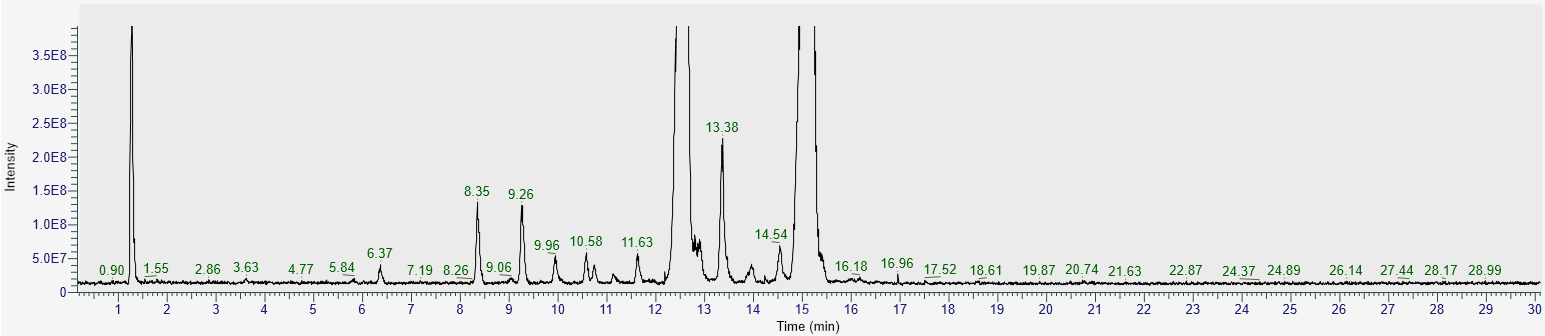 3.5E8
3.0E8
2.5E8
2.0E8
1.5E8
1.0E8
5.0E7
0
Intensity
0.90 1.55 2.86 3.63 4.77 5.84 6.37 7.19 8.26 8.35 9.06 9.26 9.96 10.58 11.63 13.38 14.54 16.18 16.96 17.52 18.61 19.87 20.74 21.63 22.87 24.37 24.89 26.14 27.44 28.17 28.99
1 2 3 4 5 6 7 8 9 10 11 12 13 14 15 16 17 18 19 20 21 22 23 24 25 26 27 28 29 30
Time (min)